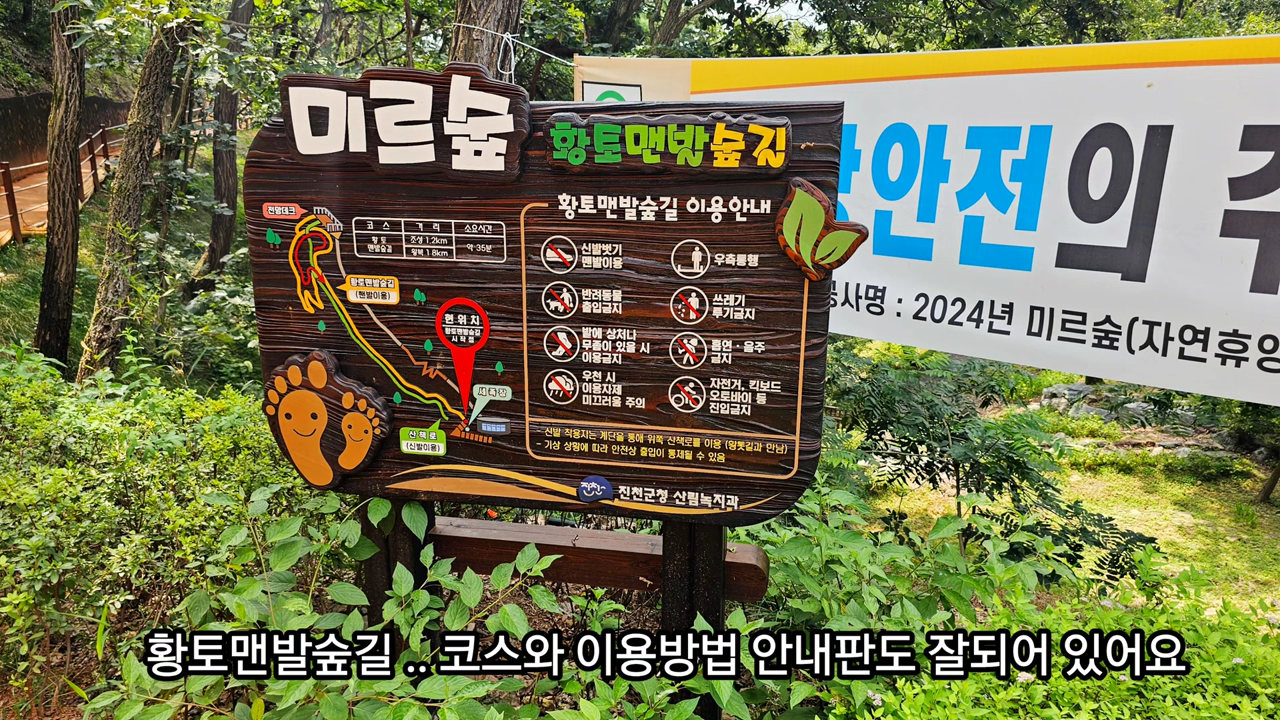 미르숲
황토맨발숲길
전망데크
코 스 거 리 소요시간
황 토
맨발숲길
조성 1.2km
왕복 1.8km
약 35분
황토맨발숲길
(맨발이용)
현 위 치
황토맨발숲길
시 작 점
세족장
산책로
(신발이용)
황토맨발숲길 이용안내
신발벗기
맨발이용
우측통행
반려동물
출입금지
쓰레기
투기금지
발에 상처나
무좀이 있을 시
이용금지
흡연 · 음주
금지
우천 시
이용자제
미끄러움 주의
자전거, 킥보드
오토바이 등
진입금지
- 신발 착용자는 계단을 통해 위쪽 산책로를 이용 (황톳길과 만남)
- 기상 상황에 따라 안전상 출입이 통제될 수 있음
진천군청 산림녹지과
안전의
사명 : 2024년 미르숲(자연휴양
황토맨발숲길 .. 코스와 이용방법 안내판도 잘되어 있어요